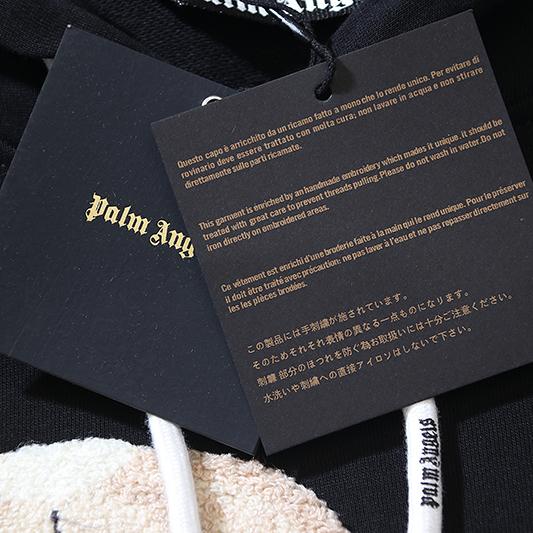 Palm Angels
Palm Ang
Questo capo è arricchito da un ricamo fatto a mono che lo rende unico. Per evitare di
rovinario deve essere trattato con molta cura; non lavare in acqua e non stirare
direttamente sulle parti ricamate.
This garment is enriched by an handmade embroidery which mades it unique . it should be
treated with great care to prevent threads pulling.Please do not wash in water.Do not
iron directly on embroidered areas.
Ce vêtement est enrichi d'une broderie faite à la main qui le rend unique. Pour le préserver
il doit être traité avec précaution: ne pas laver à l'eau et ne pas repasser directement sur
les les pièces brodées.
この製品には手刺繍が施されています。
そのためそれぞれ表情の異なる一点ものになります。
刺繍 部分のほつれを防ぐ為お取扱いには十分ご注意ください。
水洗いや刺繍への直接アイロンはしないで下さい。
Palm Angels